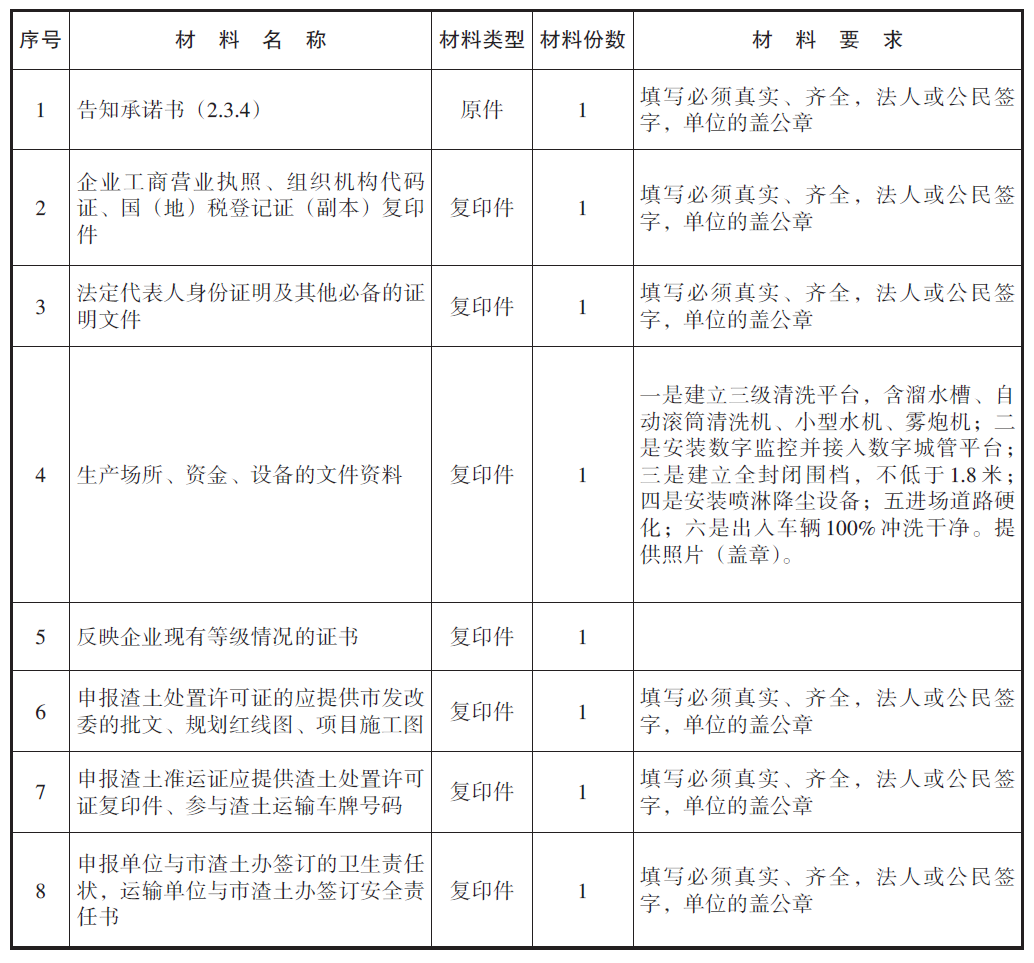 序号 材 料 名 称 材料类型 材料份数 材 料 要 求
1 告知承诺书（2.3.4） 原件 1 填写必须真实、齐全，法人或公民签
字，单位的盖公章
2 企业工商营业执照、组织机构代码
证、国（地）税登记证（副本）复印
件 复印件 1 填写必须真实、齐全，法人或公民签
字，单位的盖公章
3 法定代表人身份证明及其他必备的证
明文件 复印件 1 填写必须真实、齐全，法人或公民签
字，单位的盖公章
4 生产场所、资金、设备的文件资料 复印件 1 一是建立三级清洗平台，含溜水槽、自
动滚筒清洗机、小型水机、雾炮机；二
是安装数字监控并接入数字城管平台；
三是建立全封闭围档，不低于1.8米；
四是安装喷淋降尘设备；五进场道路硬
化；六是出入车辆100%冲洗干净。提
供照片（盖章）。
5 反映企业现有等级情况的证书 复印件 1
6 申报渣土处置许可证的应提供市发改
委的批文、规划红线图、项目施工图 复印件 1 填写必须真实、齐全，法人或公民签
字，单位的盖公章
7 申报渣土准运证应提供渣土处置许可
证复印件、参与渣土运输车牌号码 复印件 1 填写必须真实、齐全，法人或公民签
字，单位的盖公章
8 申报单位与市渣土办签订的卫生责任
状，运输单位与市渣土办签订安全责
任书 复印件 1 填写必须真实、齐全，法人或公民签
字，单位的盖公章